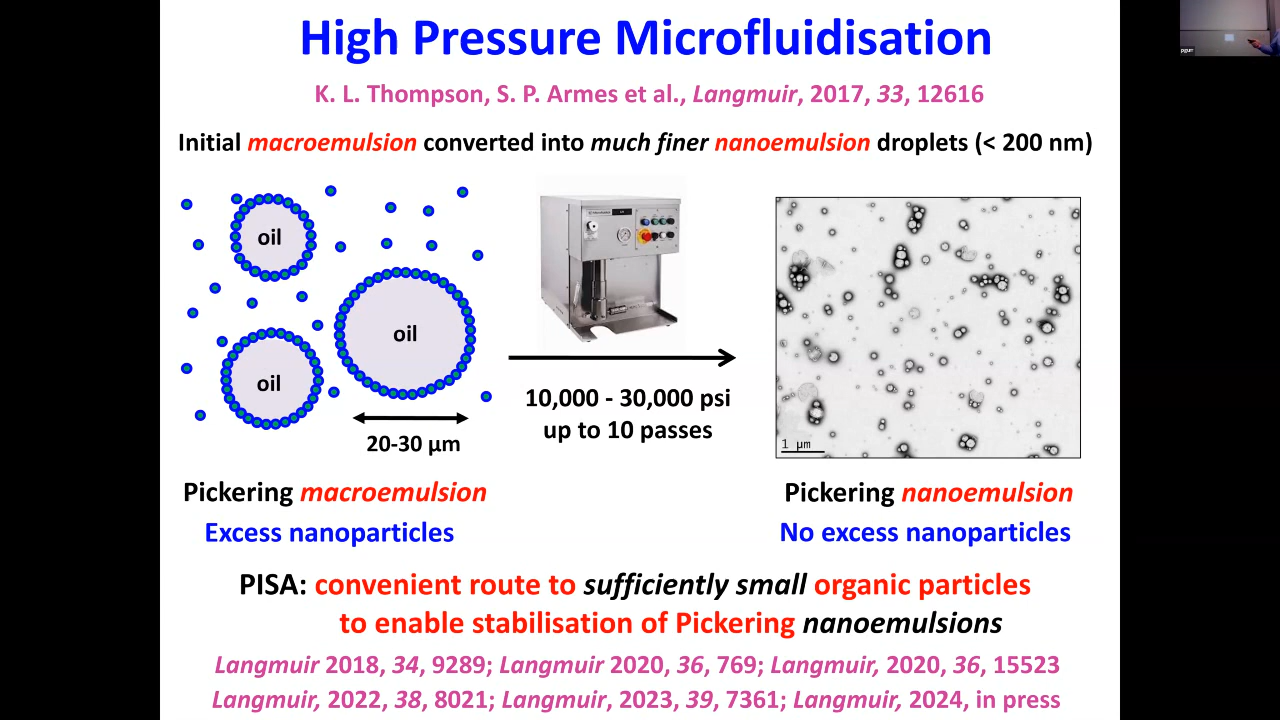 High Pressure Microfluidisation
K. L. Thompson, S. P. Armes et al., Langmuir, 2017, 33, 12616
Initial macroemulsion converted into much finer nanoemulsion droplets (< 200 nm)
oil
oil
oil
20-30 µm
10,000 - 30,000 psi
up to 10 passes
1 µm
Pickering macroemulsion
Excess nanoparticles
Pickering nanoemulsion
No excess nanoparticles
PISA: convenient route to sufficiently small organic particles
to enable stabilisation of Pickering nanoemulsions
Langmuir 2018, 34, 9289; Langmuir 2020, 36, 769; Langmuir, 2020, 36, 15523
Langmuir, 2022, 38, 8021; Langmuir, 2023, 39, 7361; Langmuir, 2024, in press